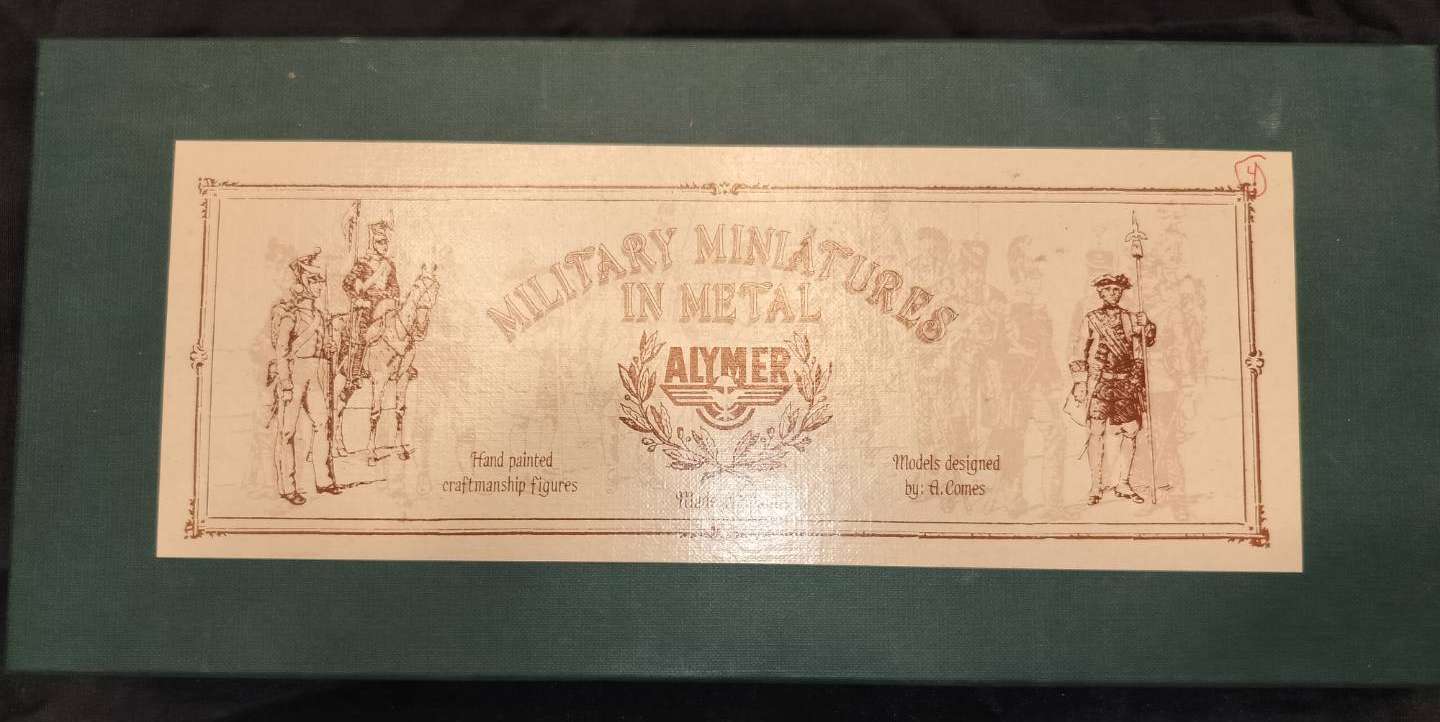 4
MILITARY MINIATURES
IN METAL
ALYMER
Hand painted
craftmanship figures
Models designed
by: A. Comes